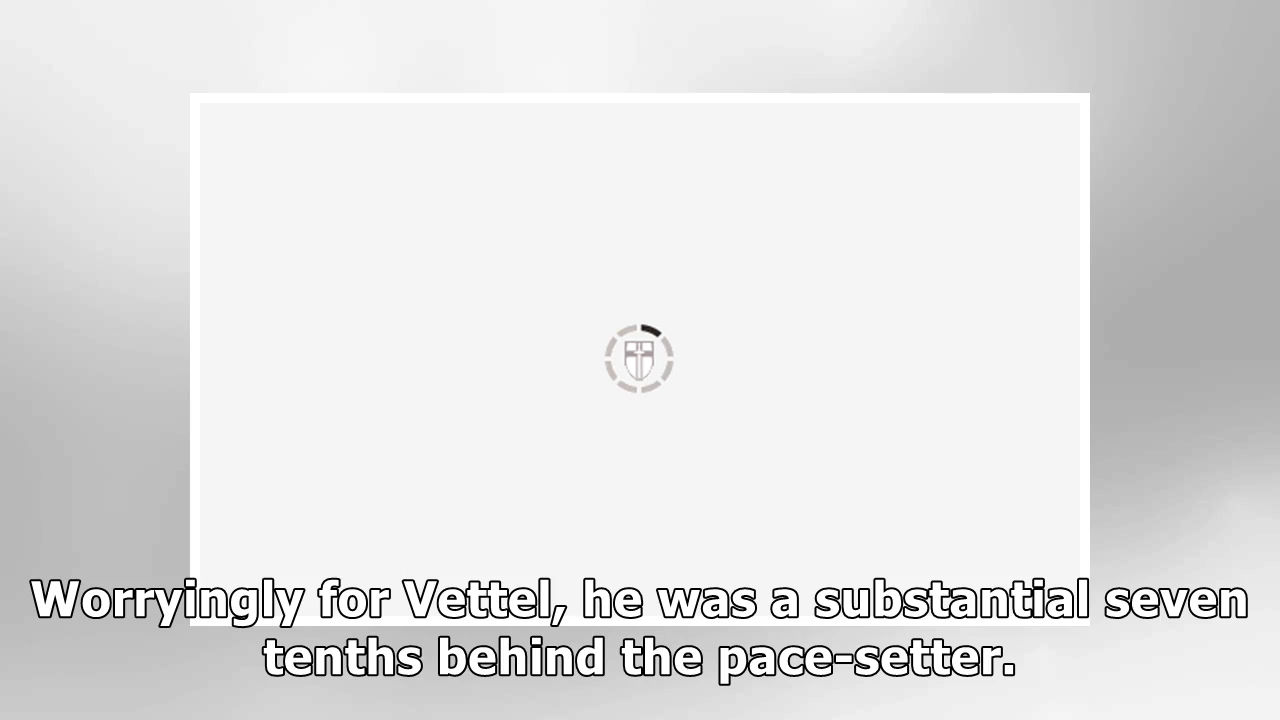 Worryingly for Vettel, he was a substantial seven
tenths behind the pace-setter.